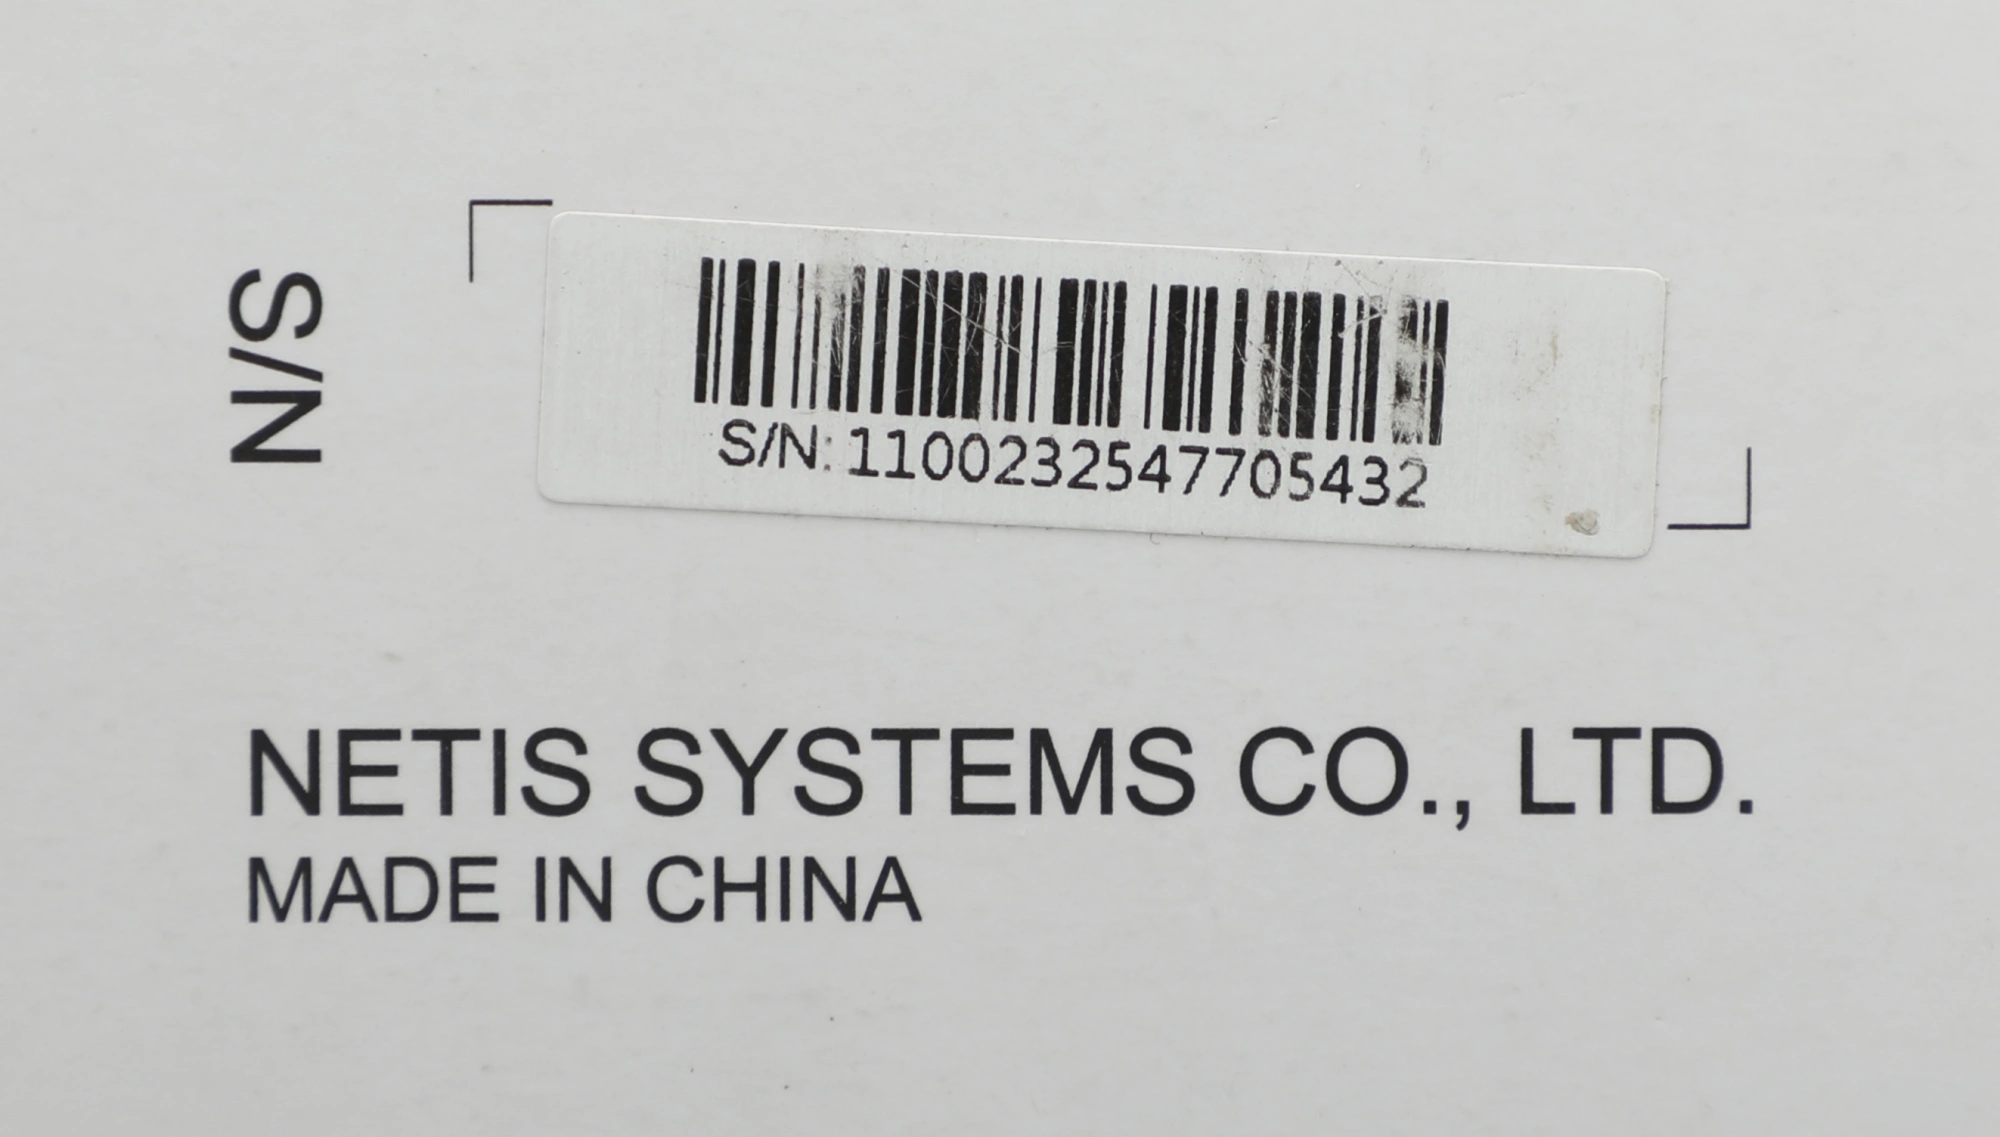 S/N
S/N: 1100232547705432
NETIS SYSTEMS CO., LTD.
MADE IN CHINA